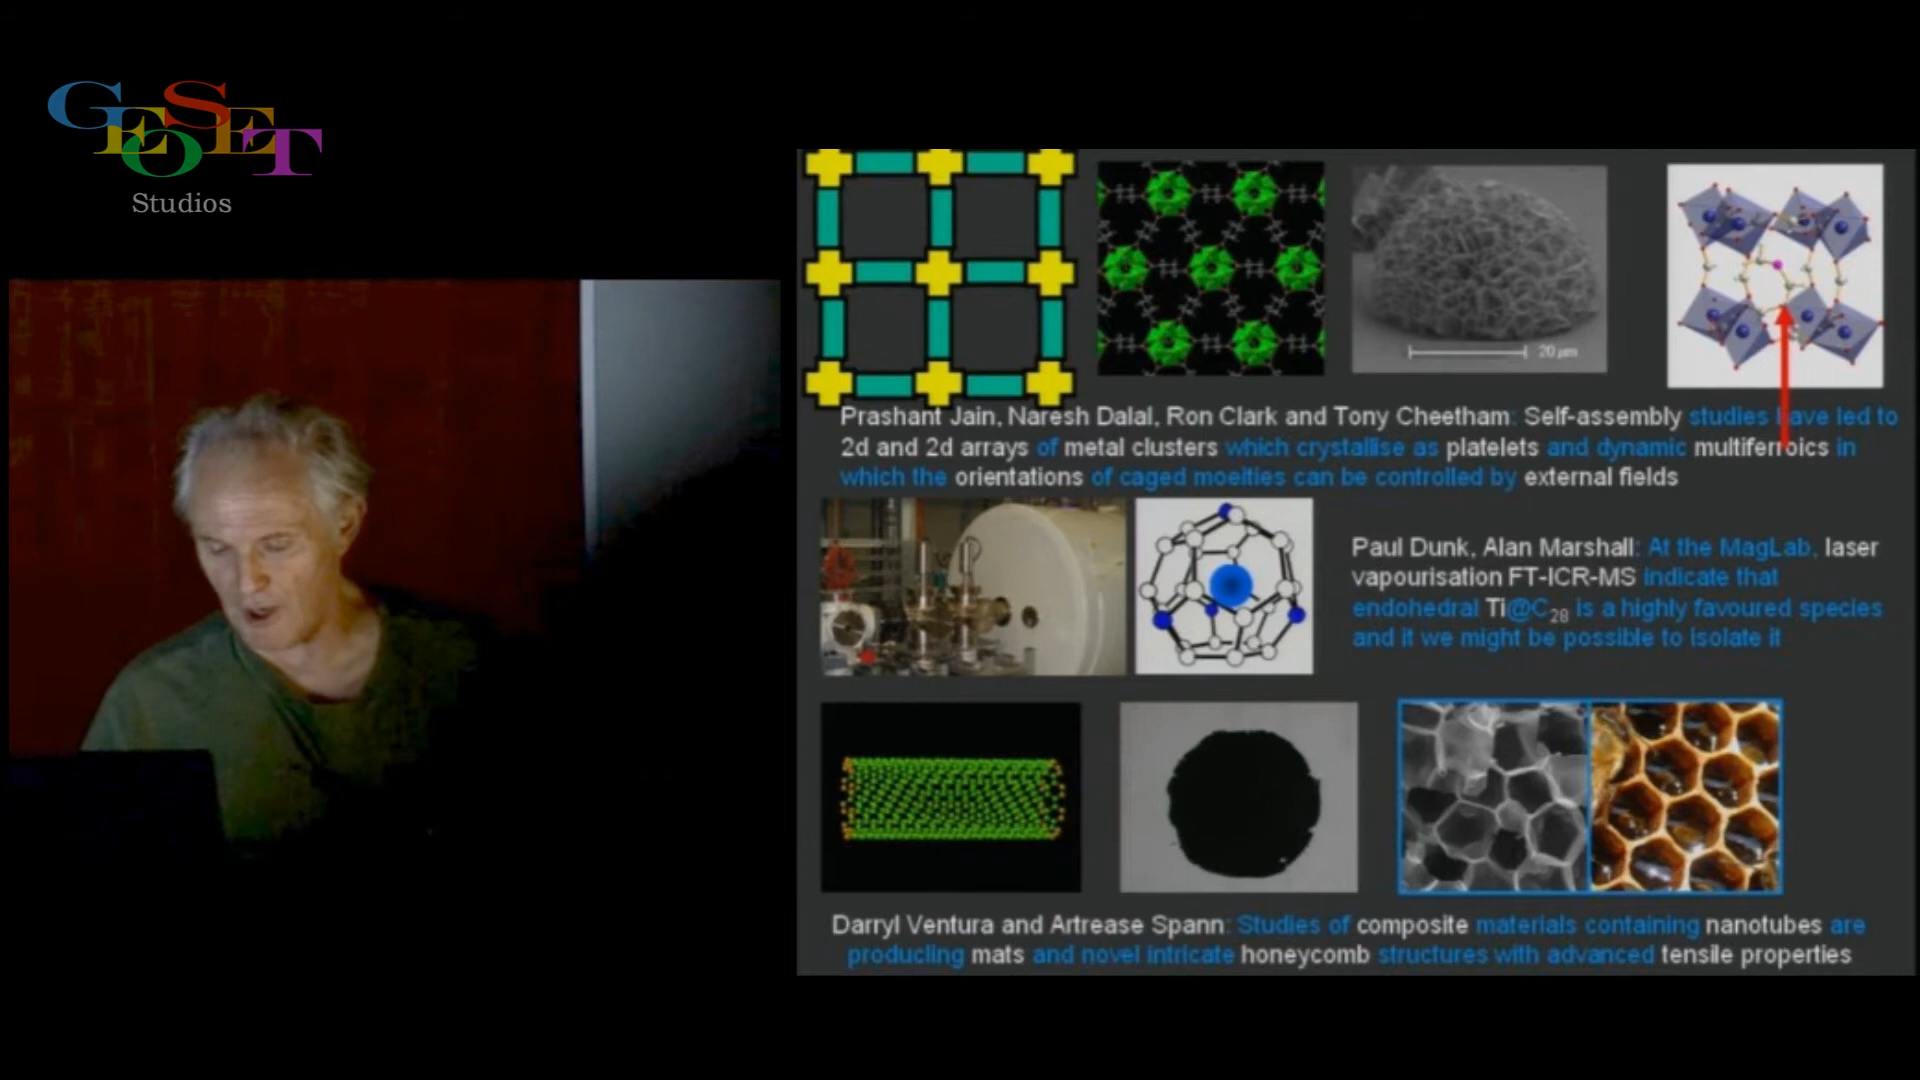 GEOSET
Studios
20 μm
Prashant Jain, Naresh Dalal, Ron Clark and Tony Cheetham: Self-assembly studies have led to
2d and 2d arrays of metal clusters which crystallise as platelets and dynamic multiferroics in
which the orientations of caged moeities can be controlled by external fields
Paul Dunk, Alan Marshall: At the MagLab, laser
vapourisation FT-ICR-MS indicate that
endohedral Ti@C28 is a highly favoured species
and it we might be possible to isolate it
Darryl Ventura and Artrease Spann: Studies of composite materials containing nanotubes are
producling mats and novel intricate honeycomb structures with advanced tensile properties